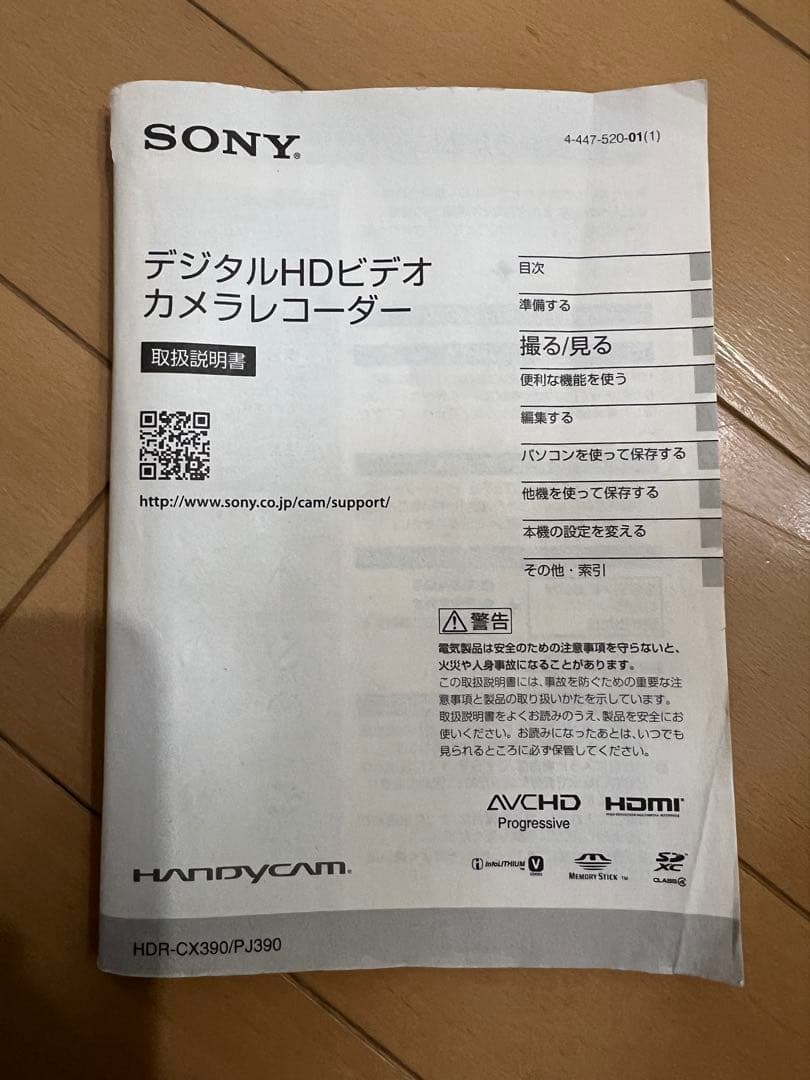 SONY®
4-447-520-01(1)
デジタルHDビデオ
カメラレコーダー
取扱説明書
http://www.sony.co.jp/cam/support/
目次
準備する
撮る/見る
便利な機能を使う
編集する
パソコンを使って保存する
他機を使って保存する
本機の設定を変える
その他・索引
警告
電気製品は安全のための注意事項を守らないと、
火災や人身事故になることがあります。
この取扱説明書には、事故を防ぐための重要な注
意事項と製品の取り扱いかたを示しています。
取扱説明書をよくお読みのうえ、製品を安全にお
使いください。お読みになったあとは、いつでも
見られるところに必ず保管してください。
AVCHD
Progressive
HDMI
HANDYCAM®
InfoLITHIUM V
MEMORY STICK ™
SD XC
CLASS 4
HDR-CX390/PJ390